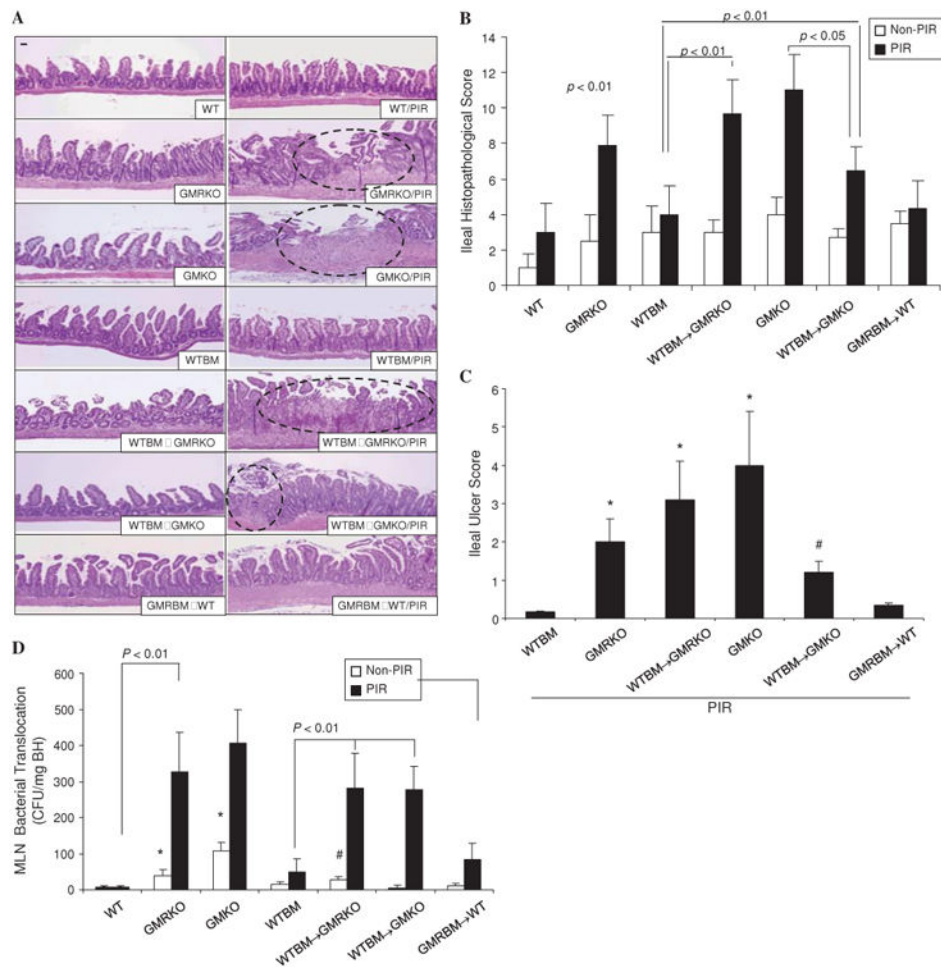 A
WT
WT/PIR
GMRKO
GMRKO/PIR
GMKO
GMKO/PIR
WTBM
WTBM/PIR
WTBM□GMRKO
WTBM□GMRKO/PIR
WTBM□GMKO
WTBM□GMKO/PIR
GMRBM□WT
GMRBM□WT/PIR
B
p < 0.01
Non-PIR
PIR
p < 0.01
p < 0.05
p < 0.01
Ileal Histopathological Score
14
12
10
8
6
4
2
0
WT
GMRKO
WTBM
WTBM→GMRKO
GMKO
WTBM→GMKO
GMRBM→WT
C
Ileal Ulcer Score
6
5
4
3
2
1
0
*
*
*
#
WTBM
GMRKO
WTBM→GMRKO
GMKO
WTBM→GMKO
GMRBM→WT
PIR
D
P < 0.01
Non-PIR
PIR
P < 0.01
MLN Bacterial Translocation
(CFU/mg BH)
600
500
400
300
200
100
0
*
*
#
WT
GMRKO
GMKO
WTBM
WTBM→GMRKO
WTBM→GMKO
GMRBM→WT